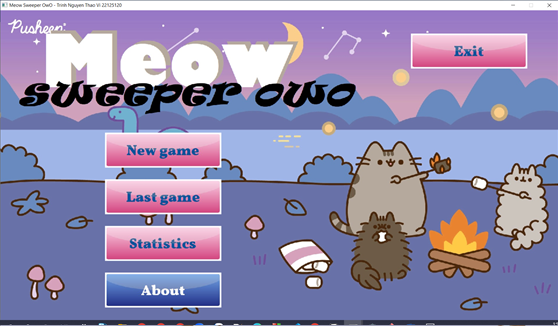 Meow Sweeper OwO - Trinh Nguyen Thao Vi 22125120
Pusheen
Meow
sweeper owo
Exit
New game
Last game
Statistics
About